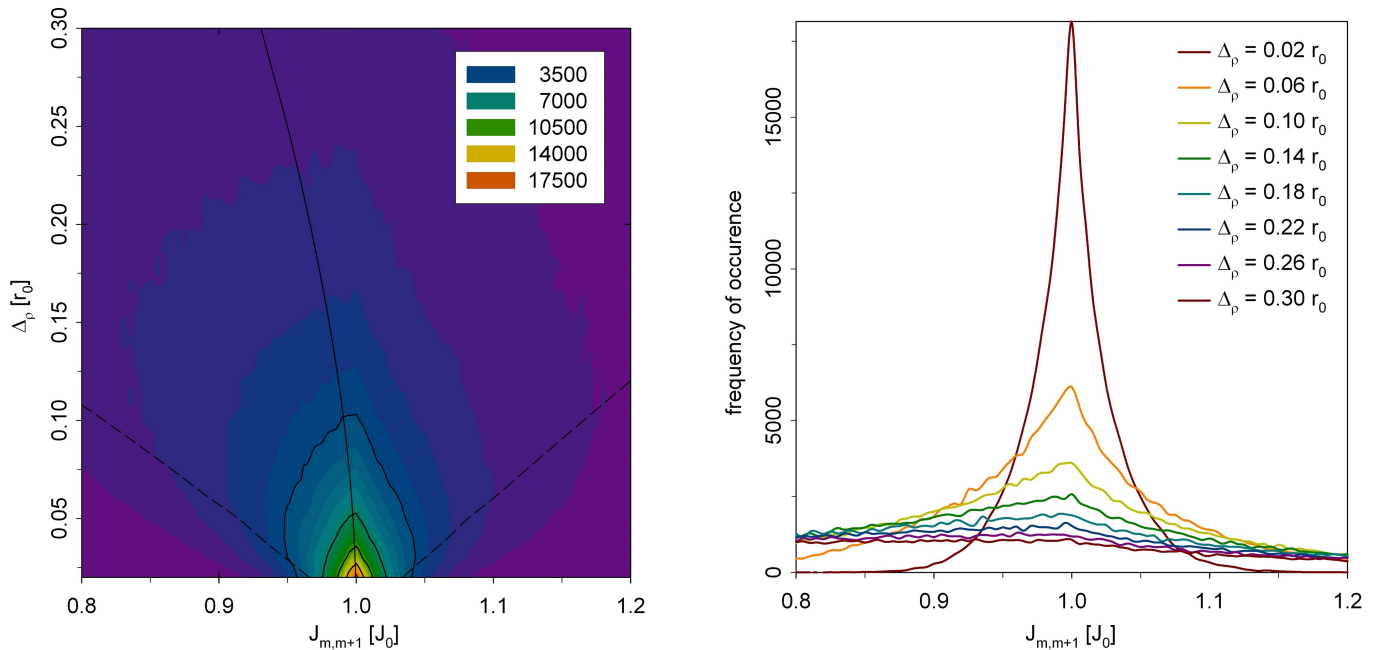 0.30
0.25
0.20
0.15
0.10
0.05
Δρ [r0]
3500
7000
10500
14000
17500
0.8
0.9
1.0
1.1
1.2
Jm,m+1 [J0]
15000
10000
5000
0
frequency of occurence
Δρ = 0.02 r0
Δρ = 0.06 r0
Δρ = 0.10 r0
Δρ = 0.14 r0
Δρ = 0.18 r0
Δρ = 0.22 r0
Δρ = 0.26 r0
Δρ = 0.30 r0
0.8
0.9
1.0
1.1
1.2
Jm,m+1 [J0]